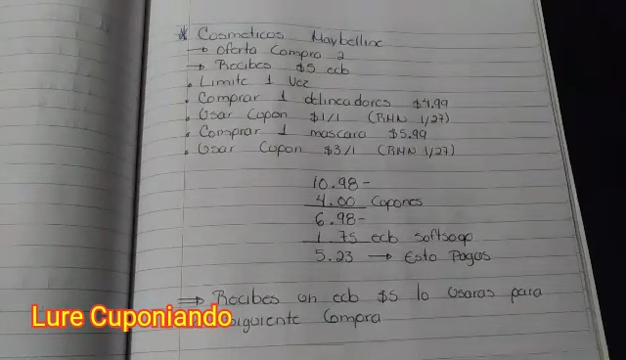 * Cosmeticos Maybelline
→ Oferta Compra 2
→ Recibes $5 ecb
• Limite 1 Vez
• Comprar 1 delineadores $4.99
• Usar Cupon $1/1 (RMN 1/27)
• Comprar 1 mascara $5.99
• Usar Cupon $3/1 (RMN 1/27)
10.98-
4.00 Cupones
6.98-
1.75 ecb softsoap
5.23 → Esto Pagas
⇒ Recibes un ecb $5 lo Usaras para
siguiente Compra
Lure Cuponiando